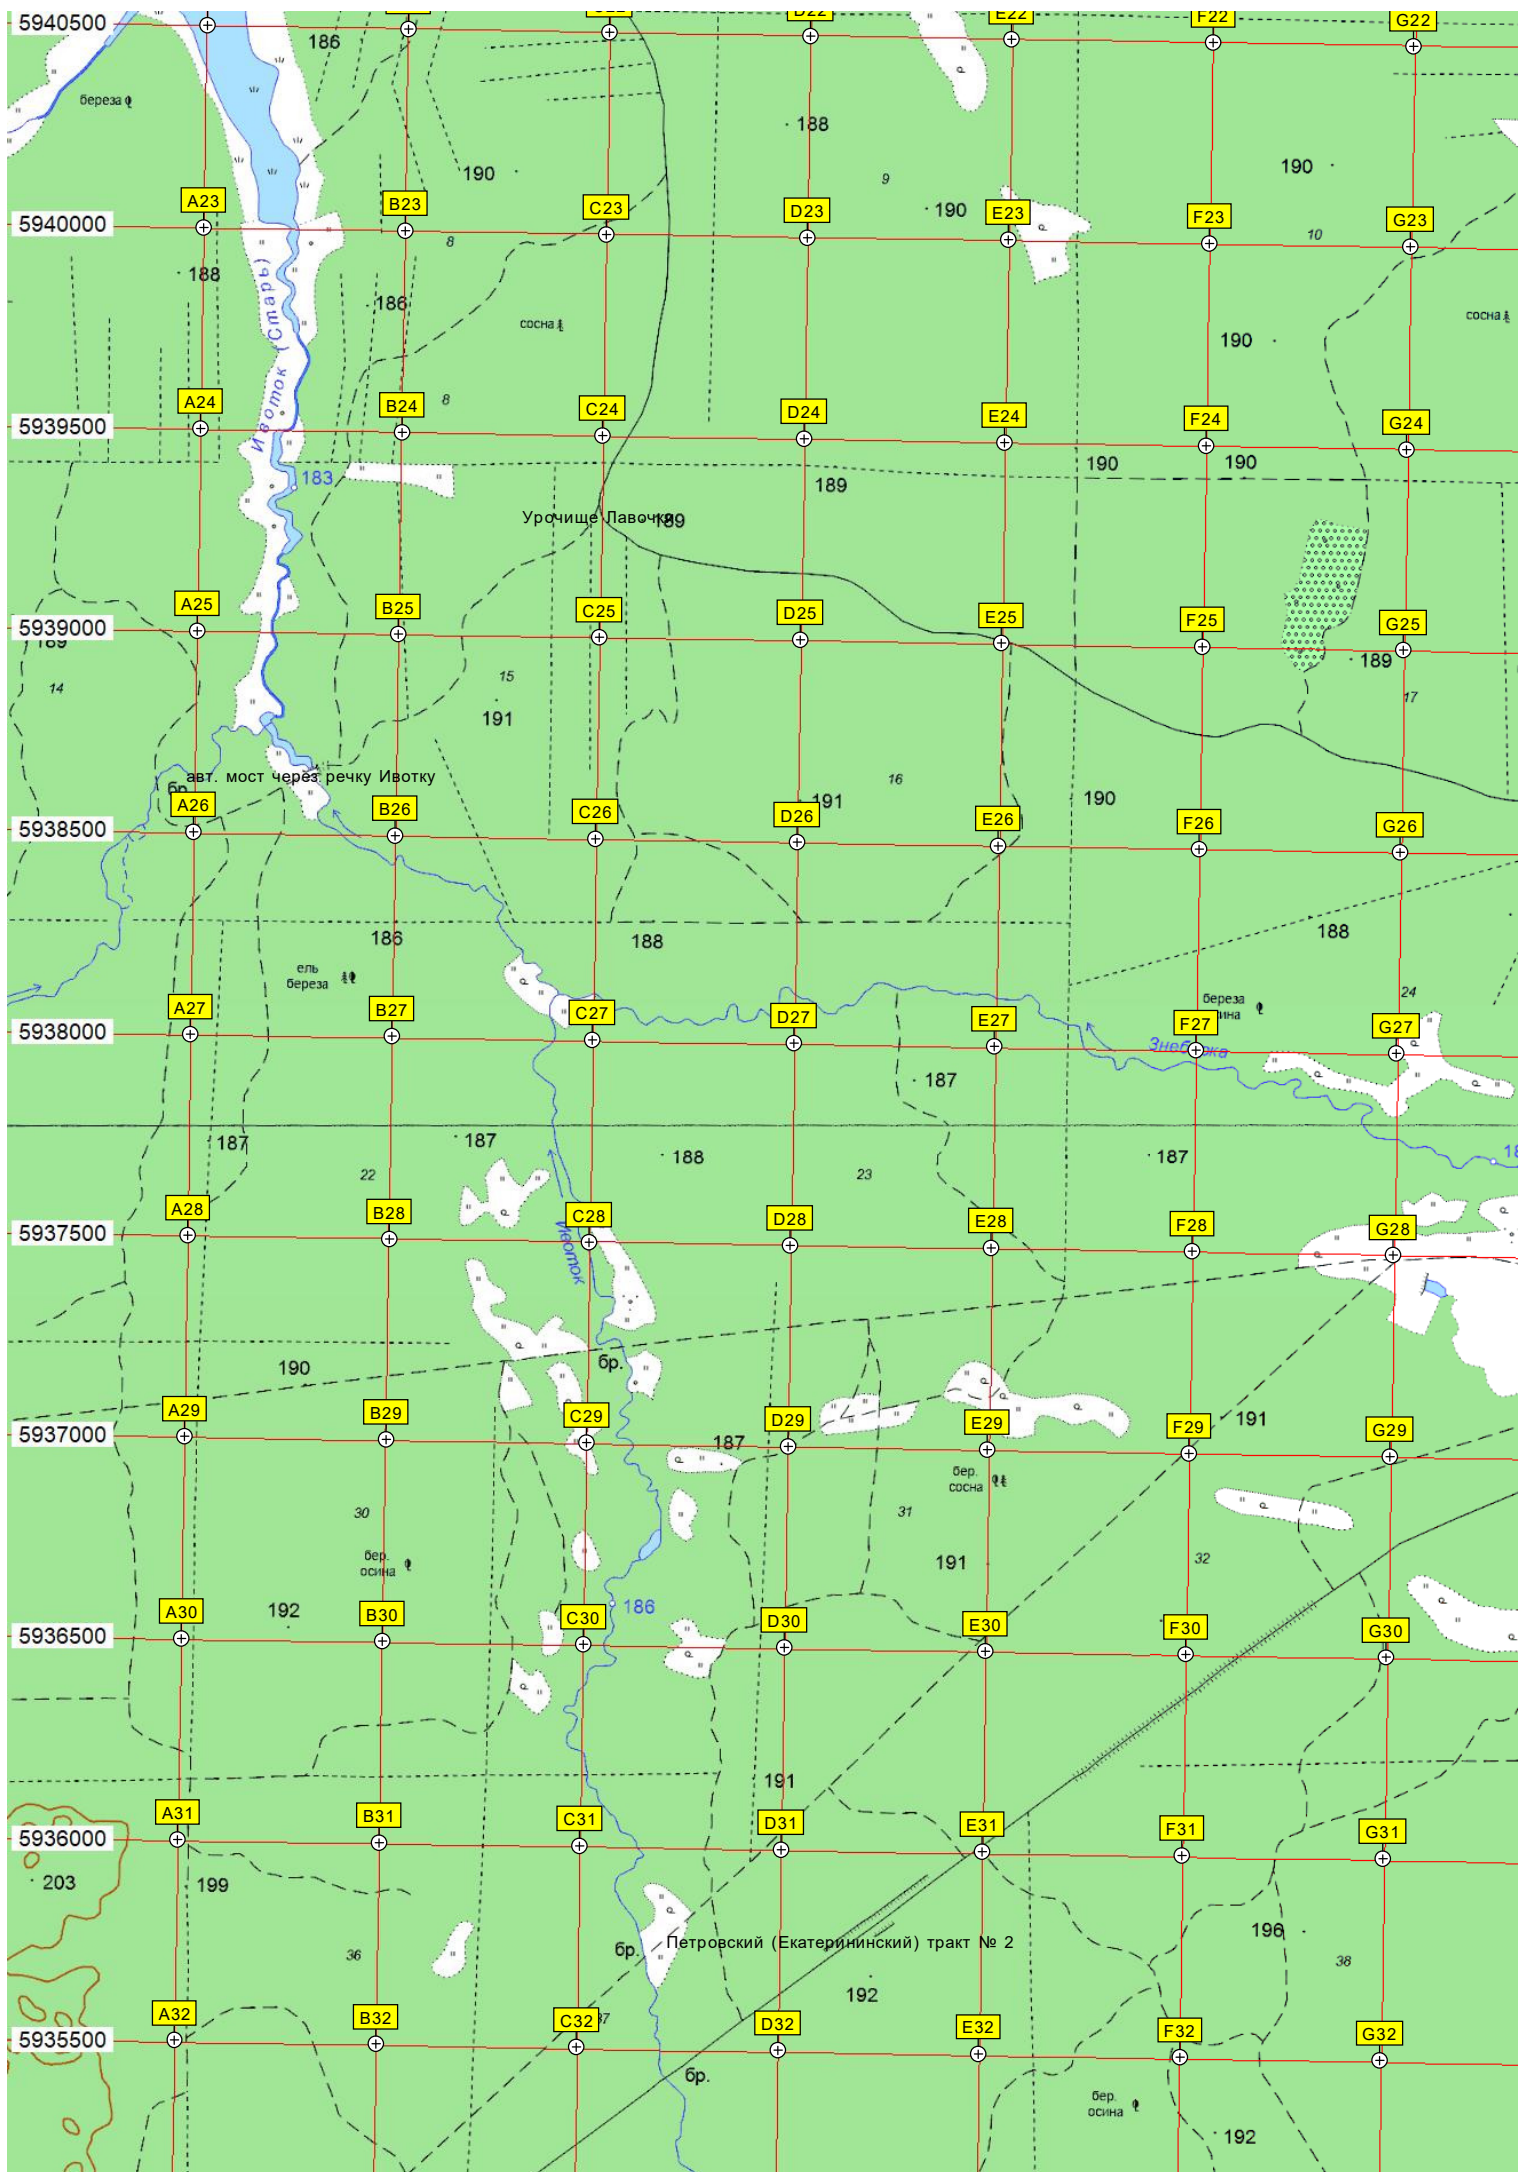 5940500
186
D22
E22
F22
G22
береза
188
190
9
190
190
A23
B23
C23
D23
E23
F23
G23
5940000
8
10
188
186
Ивоток (Старь)
сосна
сосна
190
A24
B24
C24
D24
E24
F24
G24
8
5939500
183
190
190
189
Урочище Лавочки
189
A25
B25
C25
D25
E25
F25
G25
5939000
189
189
14
15
17
191
авт. мост через речку Ивотку
16
бр.
191
190
A26
B26
C26
D26
E26
F26
G26
5938500
186
188
188
ель
береза
24
береза
A27
B27
C27
D27
E27
F27
G27
5938000
187
187
187
188
187
22
23
A28
B28
C28
D28
E28
F28
G28
5937500
Ивоток
190
бр.
A29
B29
C29
D29
E29
F29
G29
191
5937000
187
бер.
сосна
30
31
32
бер.
осина
191
192
186
A30
B30
C30
D30
E30
F30
G30
5936500
191
A31
B31
C31
D31
E31
F31
G31
5936000
203
199
196
Петровский (Екатерининский) тракт № 2
бр.
36
38
192
A32
B32
C32
D32
E32
F32
G32
5935500
бр.
бер.
осина
192